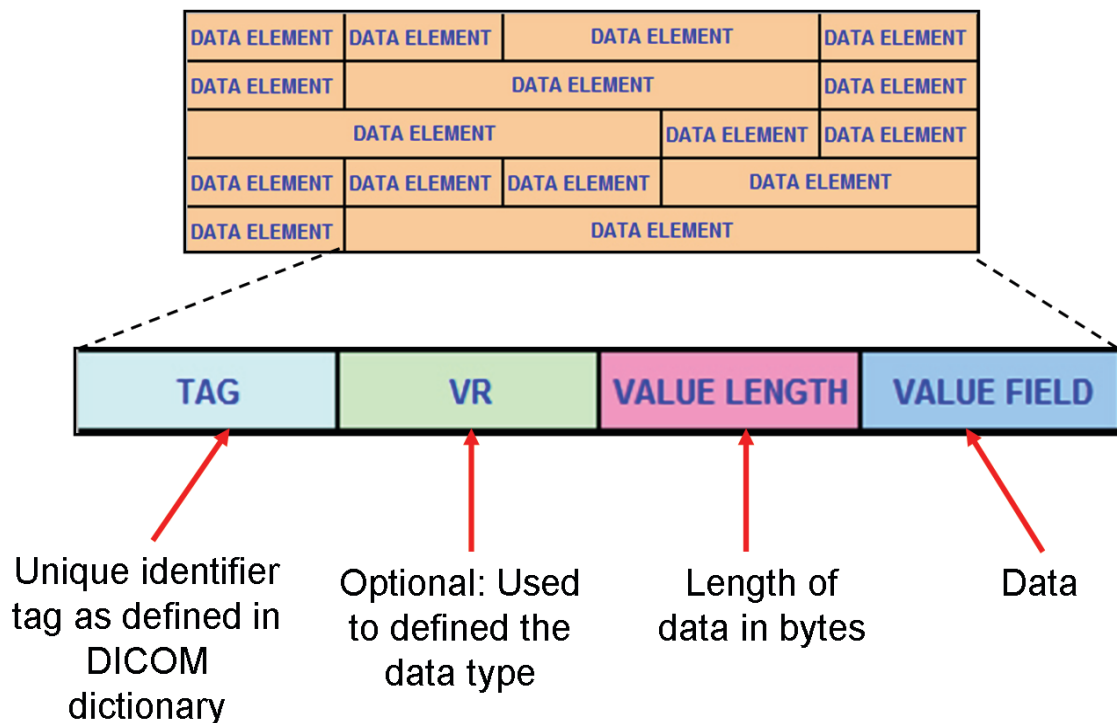 DATA ELEMENT DATA ELEMENT DATA ELEMENT DATA ELEMENT
DATA ELEMENT DATA ELEMENT DATA ELEMENT
DATA ELEMENT DATA ELEMENT DATA ELEMENT
DATA ELEMENT DATA ELEMENT DATA ELEMENT DATA ELEMENT
DATA ELEMENT DATA ELEMENT
TAG VR VALUE LENGTH VALUE FIELD
Unique identifier
tag as defined in
DICOM
dictionary
Optional: Used
to defined the
data type
Length of
data in bytes
Data